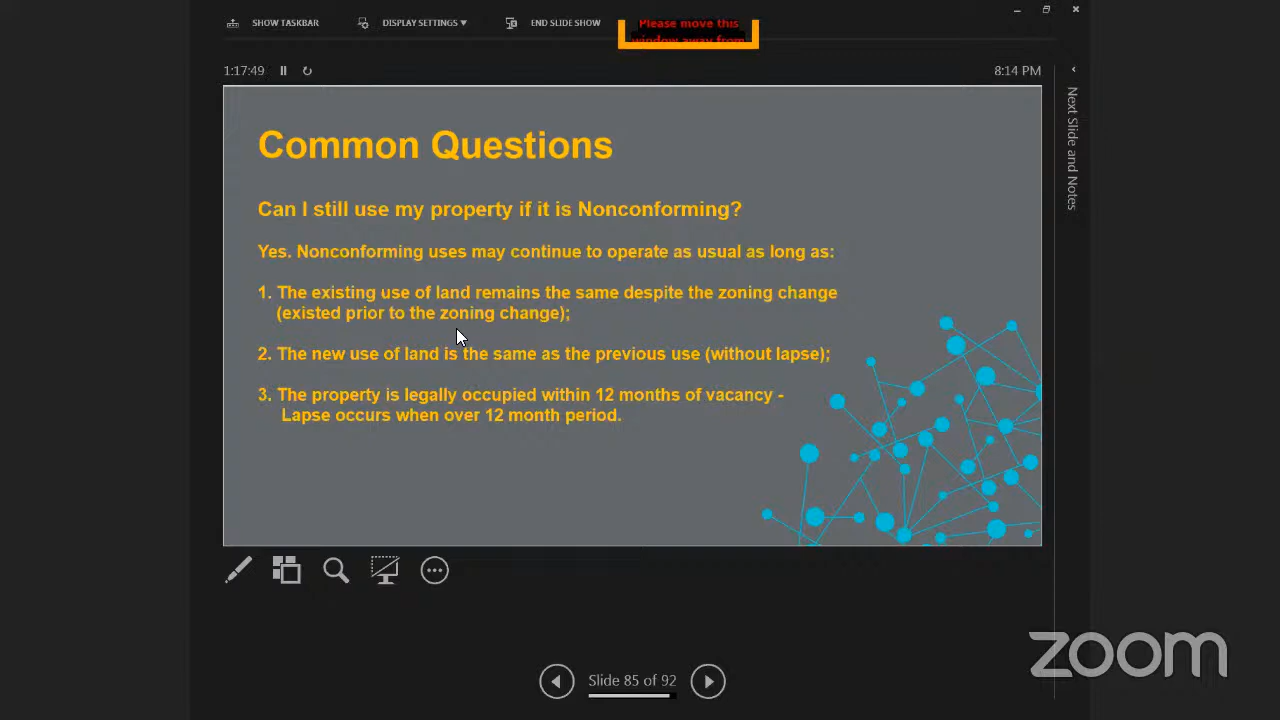 SHOW TASKBAR
DISPLAY SETTINGS
END SLIDE SHOW
Please move this
window away from
1:17:49
8:14 PM
Next Slide and Notes
Common Questions
Can I still use my property if it is Nonconforming?
Yes. Nonconforming uses may continue to operate as usual as long as:
1. The existing use of land remains the same despite the zoning change
(existed prior to the zoning change);
2. The new use of land is the same as the previous use (without lapse);
3. The property is legally occupied within 12 months of vacancy -
Lapse occurs when over 12 month period.
Slide 85 of 92
zoom